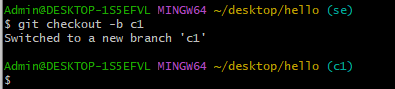 Admin@DESKTOP-1S5EFVL MINGW64 ~/desktop/hello (se)
$ git checkout -b c1
Switched to a new branch 'c1'
Admin@DESKTOP-1S5EFVL MINGW64 ~/desktop/hello (c1)
$